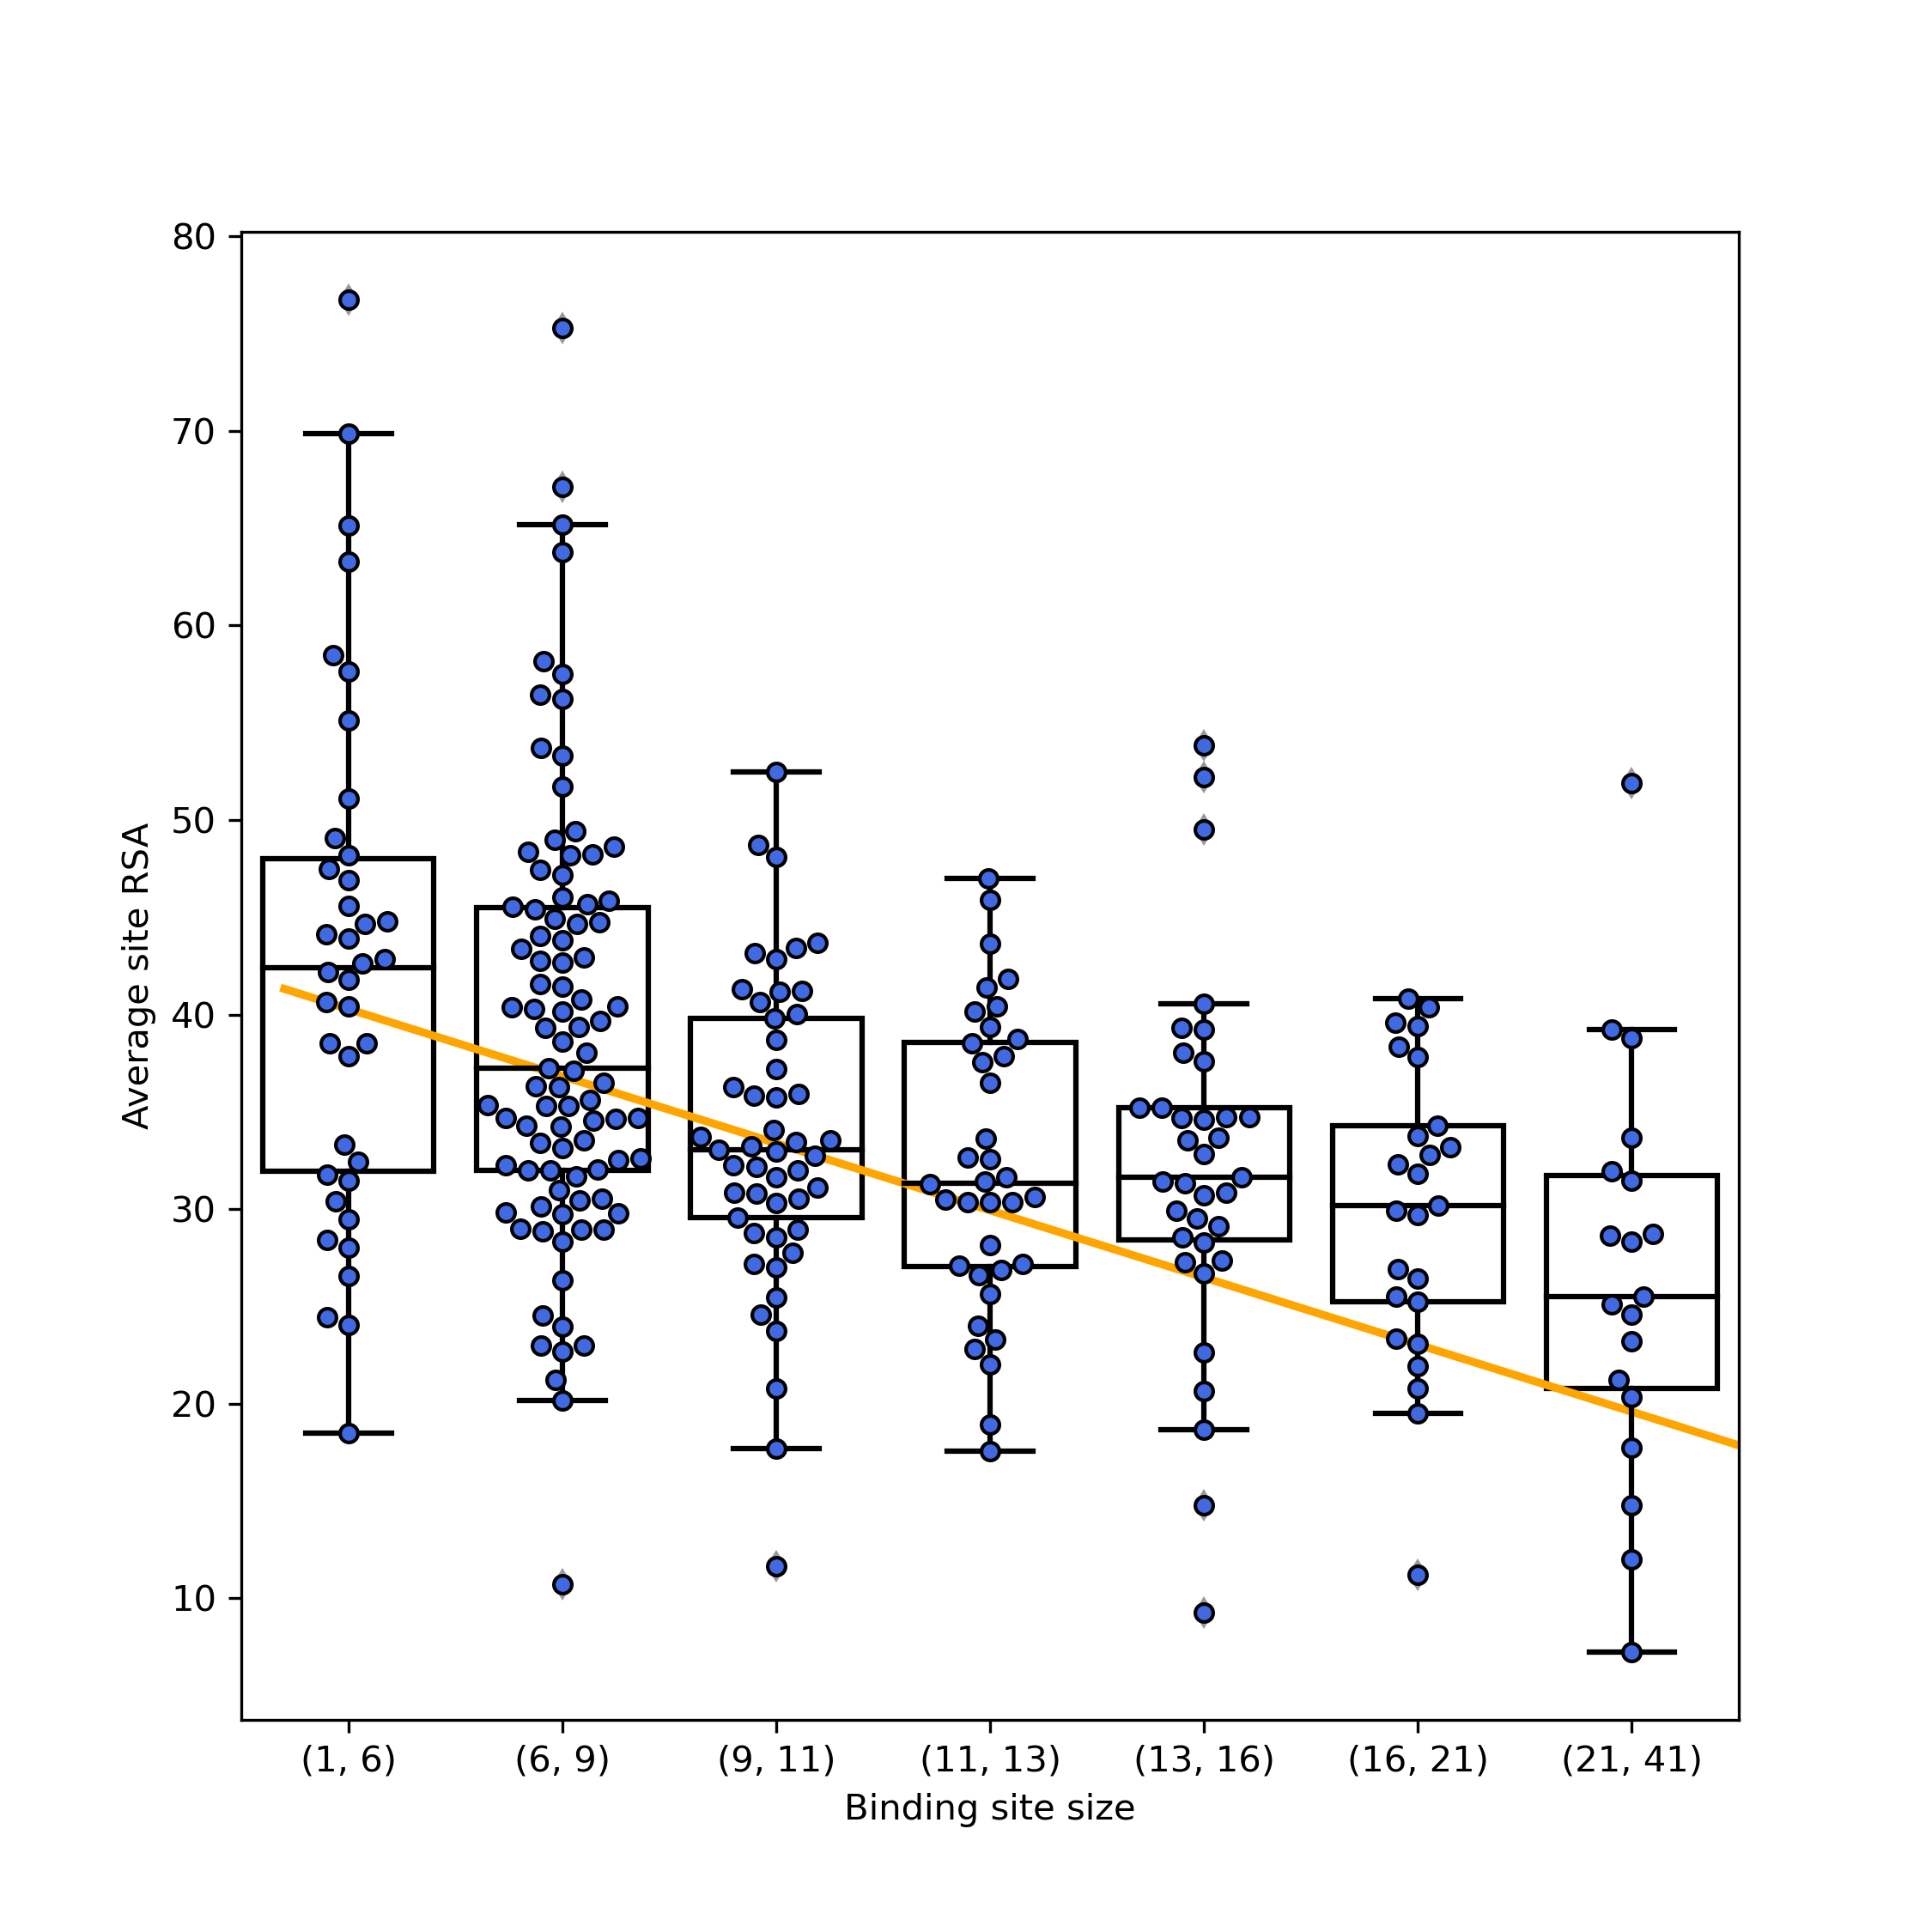 80
70
60
50
40
30
20
10
Average site RSA
(1, 6) (6, 9) (9, 11) (11, 13) (13, 16) (16, 21) (21, 41)
Binding site size